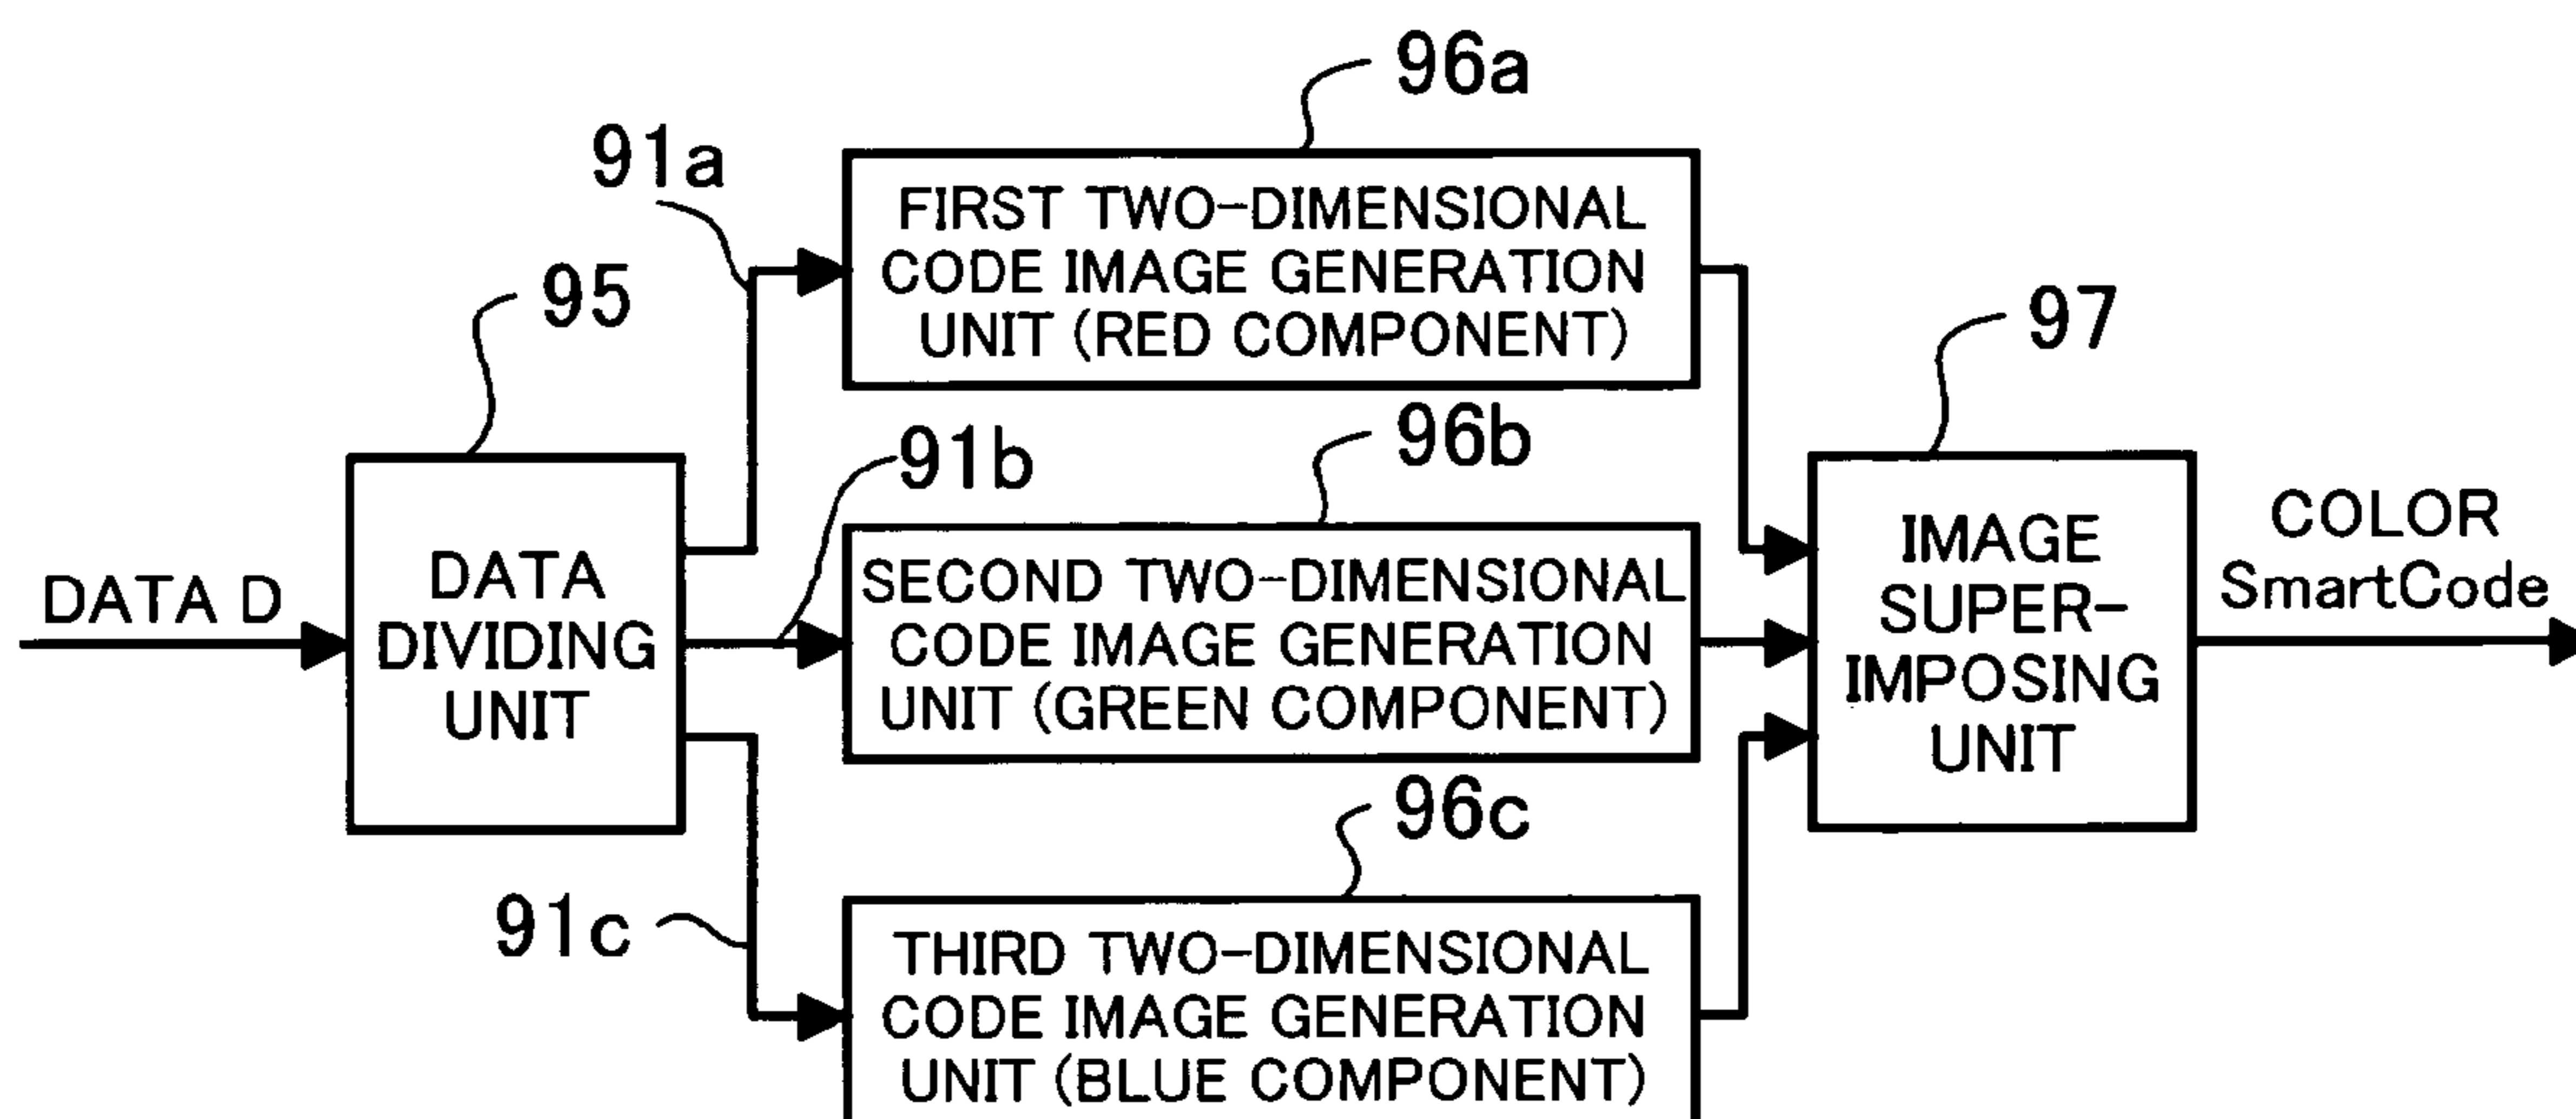 96a
91a
FIRST TWO-DIMENSIONAL
CODE IMAGE GENERATION
UNIT (RED COMPONENT)
95
97
96b
91b
DATA D
DATA
DIVIDING
UNIT
SECOND TWO-DIMENSIONAL
CODE IMAGE GENERATION
UNIT (GREEN COMPONENT)
IMAGE
SUPER-
IMPOSING
UNIT
COLOR
SmartCode
96c
91c
THIRD TWO-DIMENSIONAL
CODE IMAGE GENERATION
UNIT (BLUE COMPONENT)